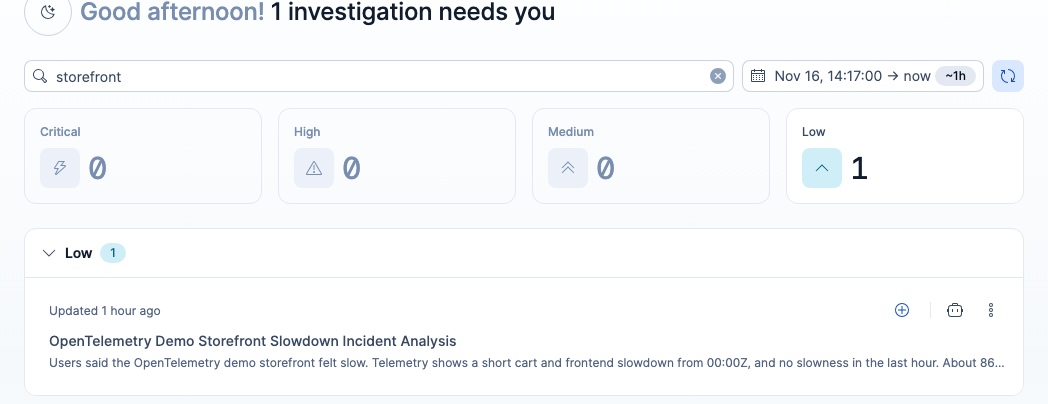 Good afternoon! 1 investigation needs you
storefront
Nov 16, 14:17:00 → now ~1h
Critical
0
High
0
Medium
0
Low
1
Low 1
Updated 1 hour ago
OpenTelemetry Demo Storefront Slowdown Incident Analysis
Users said the OpenTelemetry demo storefront felt slow. Telemetry shows a short cart and frontend slowdown from 00:00Z, and no slowness in the last hour. About 86...